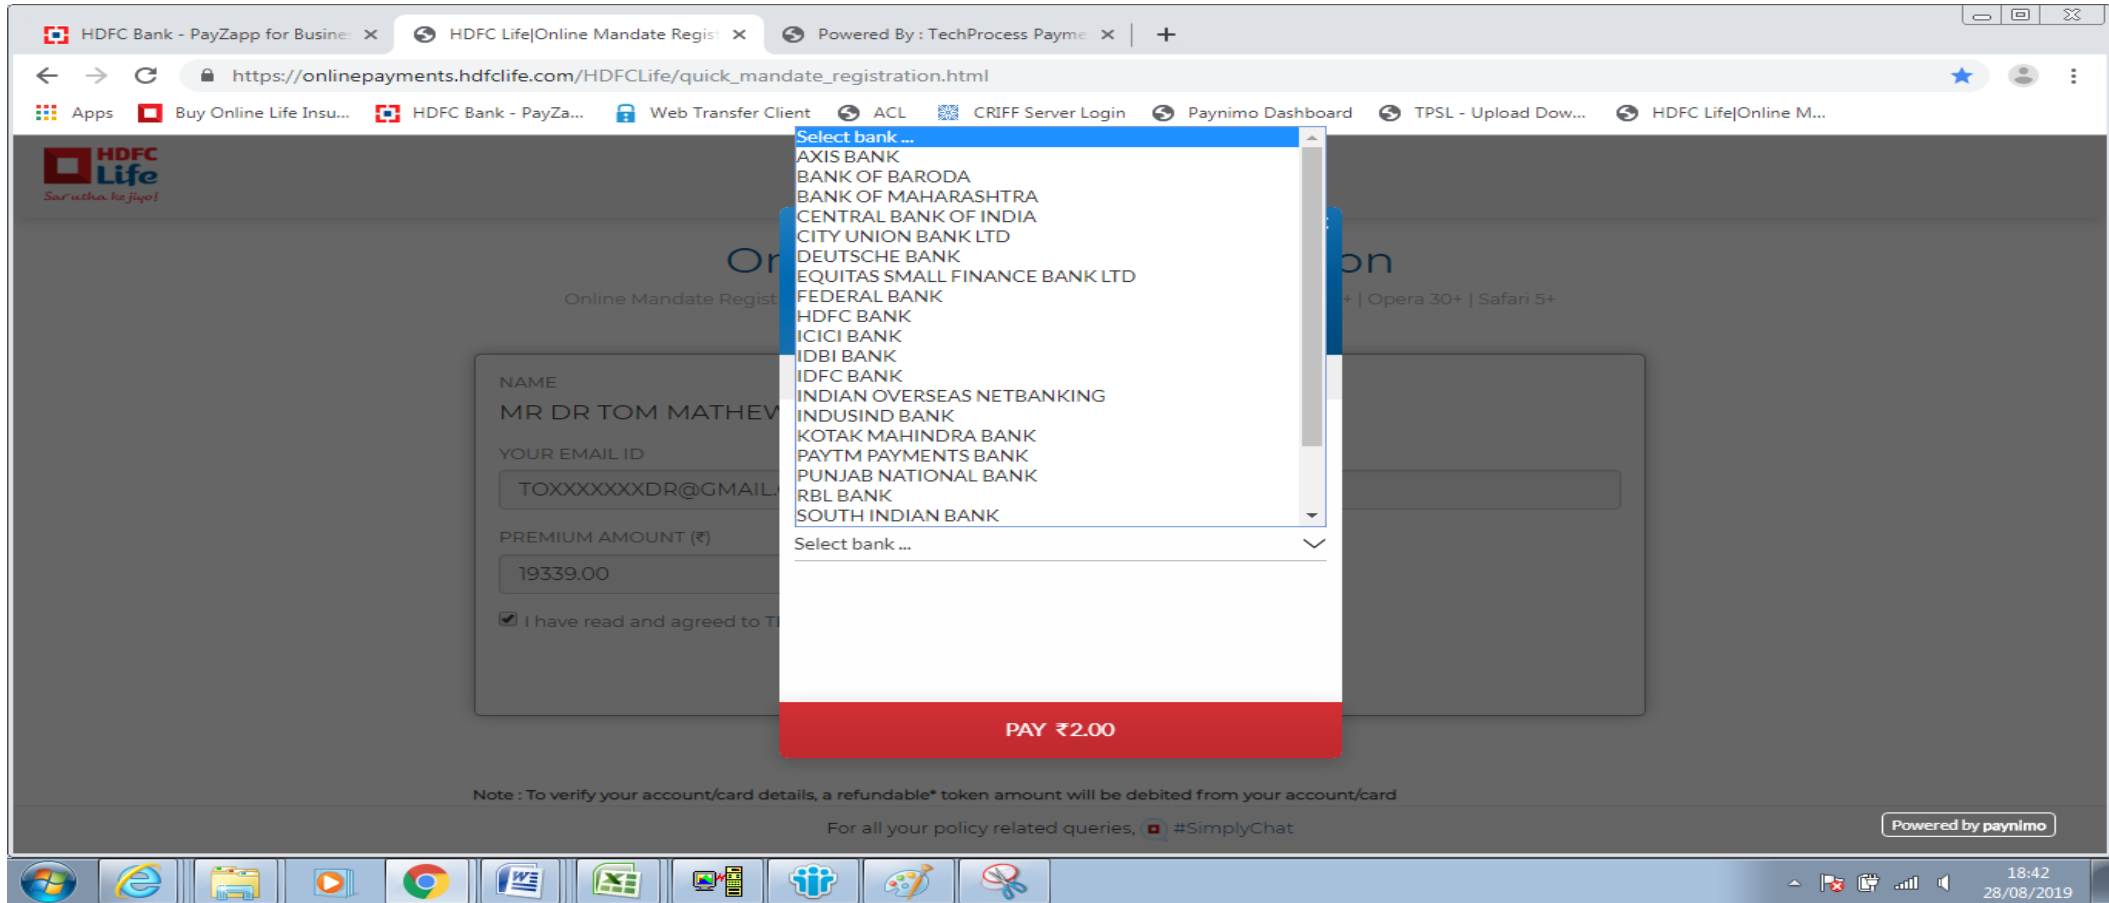 HDFC Bank - PayZapp for Busine
HDFC Life|Online Mandate Regist
Powered By : TechProcess Payme
https://onlinepayments.hdfclife.com/HDFCLife/quick_mandate_registration.html
Apps
Buy Online Life Insu...
HDFC Bank - PayZa...
Web Transfer Client
ACL
CRIFF Server Login
Paynimo Dashboard
TPSL - Upload Dow...
HDFC Life|Online M...
HDFC
Life
Sar utha ke jiyo!
Select bank ...
AXIS BANK
BANK OF BARODA
BANK OF MAHARASHTRA
CENTRAL BANK OF INDIA
CITY UNION BANK LTD
DEUTSCHE BANK
EQUITAS SMALL FINANCE BANK LTD
FEDERAL BANK
HDFC BANK
ICICI BANK
IDBI BANK
IDFC BANK
INDIAN OVERSEAS NETBANKING
INDUSIND BANK
KOTAK MAHINDRA BANK
PAYTM PAYMENTS BANK
PUNJAB NATIONAL BANK
RBL BANK
SOUTH INDIAN BANK
Select bank ...
PAY ₹2.00
Online Mandate Regist
+ | Opera 30+ | Safari 5+
NAME
MR DR TOM MATHEW
YOUR EMAIL ID
TOXXXXXXXDR@GMAIL.
PREMIUM AMOUNT (₹)
19339.00
I have read and agreed to
Note : To verify your account/card details, a refundable* token amount will be debited from your account/card
For all your policy related queries, #SimplyChat
Powered by paynimo
18:42
28/08/2019